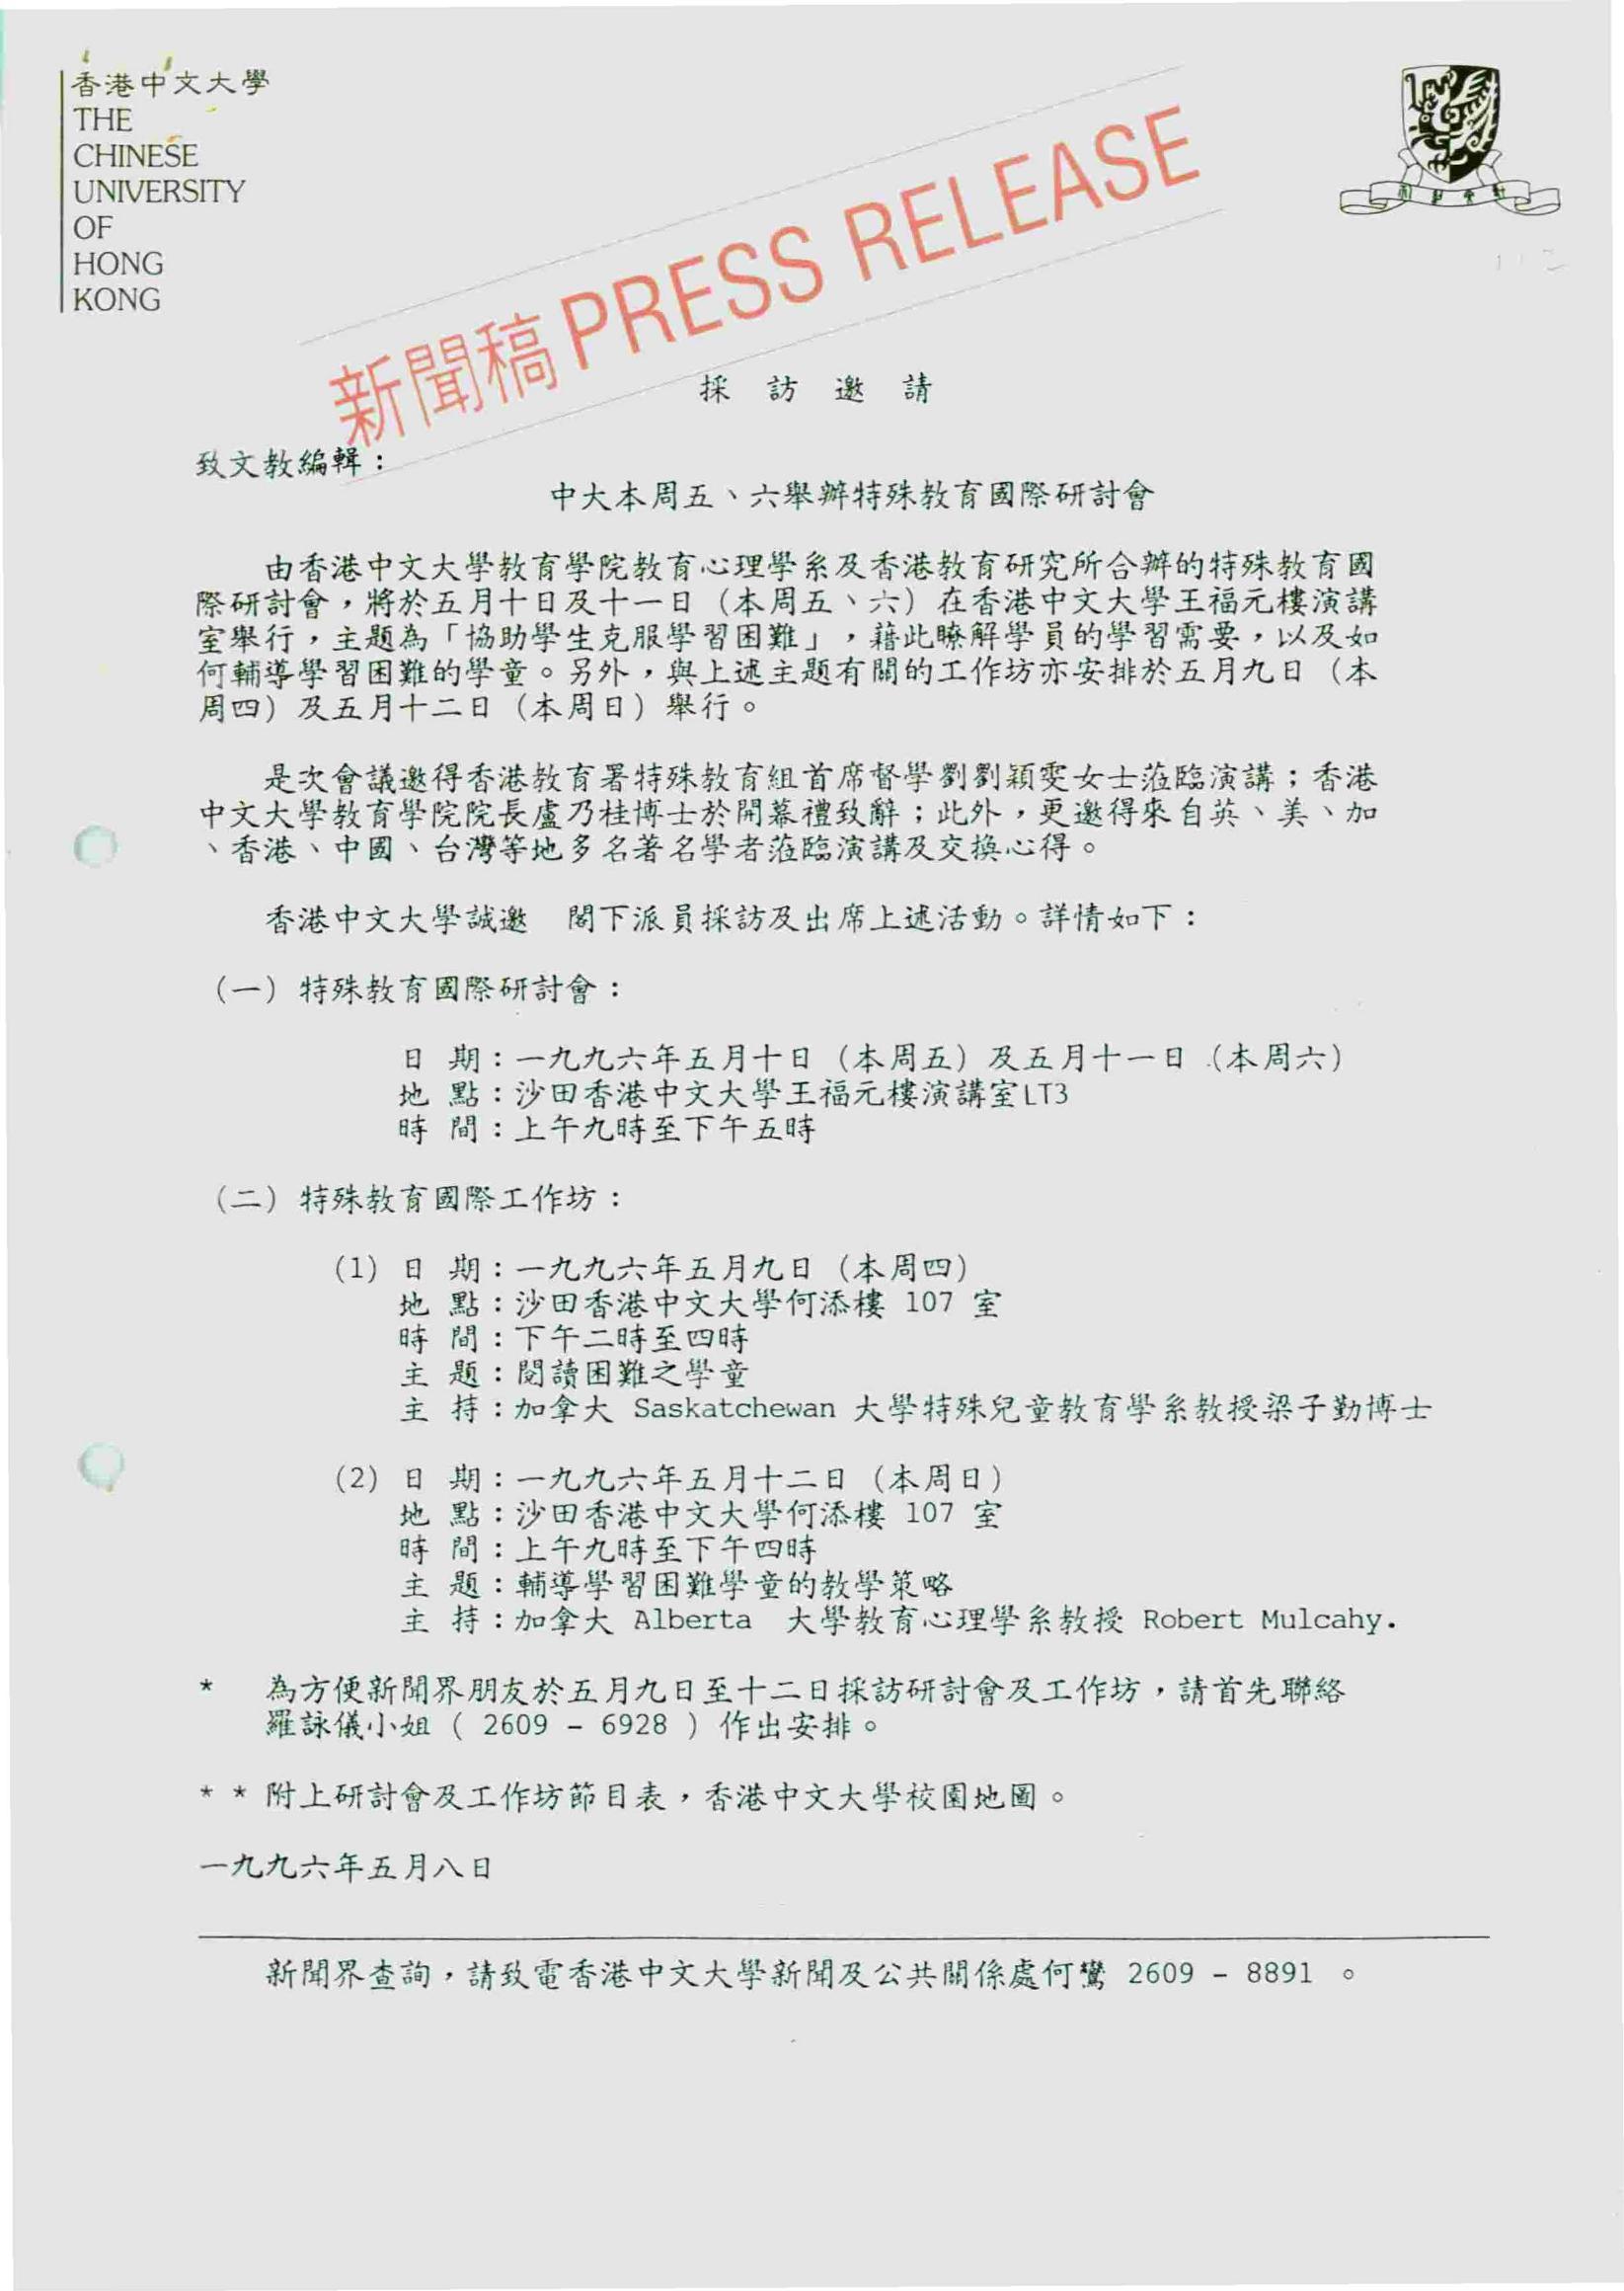 香港中文大學
THE
CHINESE
UNIVERSITY
OF
HONG
KONG
新聞稿 PRESS RELEASE
採 訪 邀 請
致文教編輯：
中大本周五、六舉辦特殊教育國際研討會
由香港中文大學教育學院教育心理學系及香港教育研究所合辦的特殊教育國
際研討會，將於五月十日及十一日（本周五、六）在香港中文大學王福元樓演講
室舉行，主題為「協助學生克服學習困難」，藉此瞭解學員的學習需要，以及如
何輔導學習困難的學童。另外，與上述主題有關的工作坊亦安排於五月九日（本
周四）及五月十二日（本周日）舉行。
是次會議邀得香港教育署特殊教育組首席督學劉劉穎雯女士蒞臨演講；香港
中文大學教育學院院長盧乃桂博士於開幕禮致辭；此外，更邀得來自英、美、加
、香港、中國、台灣等地多名著名學者蒞臨演講及交換心得。
香港中文大學誠邀　閣下派員採訪及出席上述活動。詳情如下：
（一）特殊教育國際研討會：
日 期：一九九六年五月十日（本周五）及五月十一日（本周六）
地 點：沙田香港中文大學王福元樓演講室LT3
時 間：上午九時至下午五時
（二）特殊教育國際工作坊：
(1) 日 期：一九九六年五月九日（本周四）
地 點：沙田香港中文大學何添樓 107 室
時 間：下午二時至四時
主 題：閱讀困難之學童
主 持：加拿大 Saskatchewan 大學特殊兒童教育學系教授梁子勤博士
(2) 日 期：一九九六年五月十二日（本周日）
地 點：沙田香港中文大學何添樓 107 室
時 間：上午九時至下午四時
主 題：輔導學習困難學童的教學策略
主 持：加拿大 Alberta 大學教育心理學系教授 Robert Mulcahy.
* 為方便新聞界朋友於五月九日至十二日採訪研討會及工作坊，請首先聯絡
羅詠儀小姐（ 2609 - 6928 ）作出安排。
* * 附上研討會及工作坊節目表，香港中文大學校園地圖。
一九九六年五月八日
新聞界查詢，請致電香港中文大學新聞及公共關係處何鸞 2609 - 8891 。